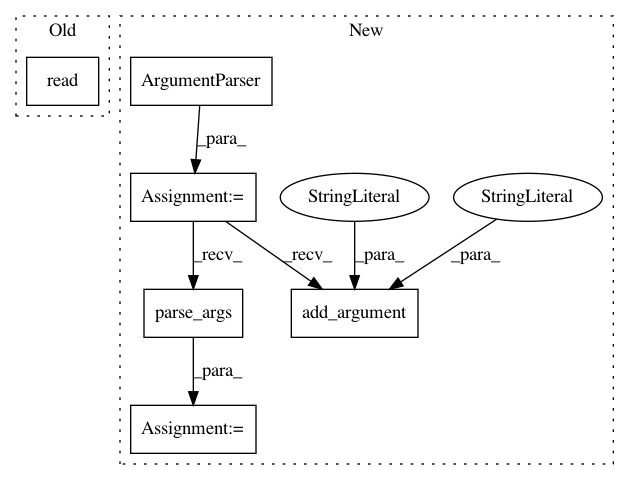 Old
New
read
ArgumentParser
_para_
Assignment:=
StringLiteral
StringLiteral
_recv_
_recv_
_para_
_para_
parse_args
add_argument
_para_
Assignment:=